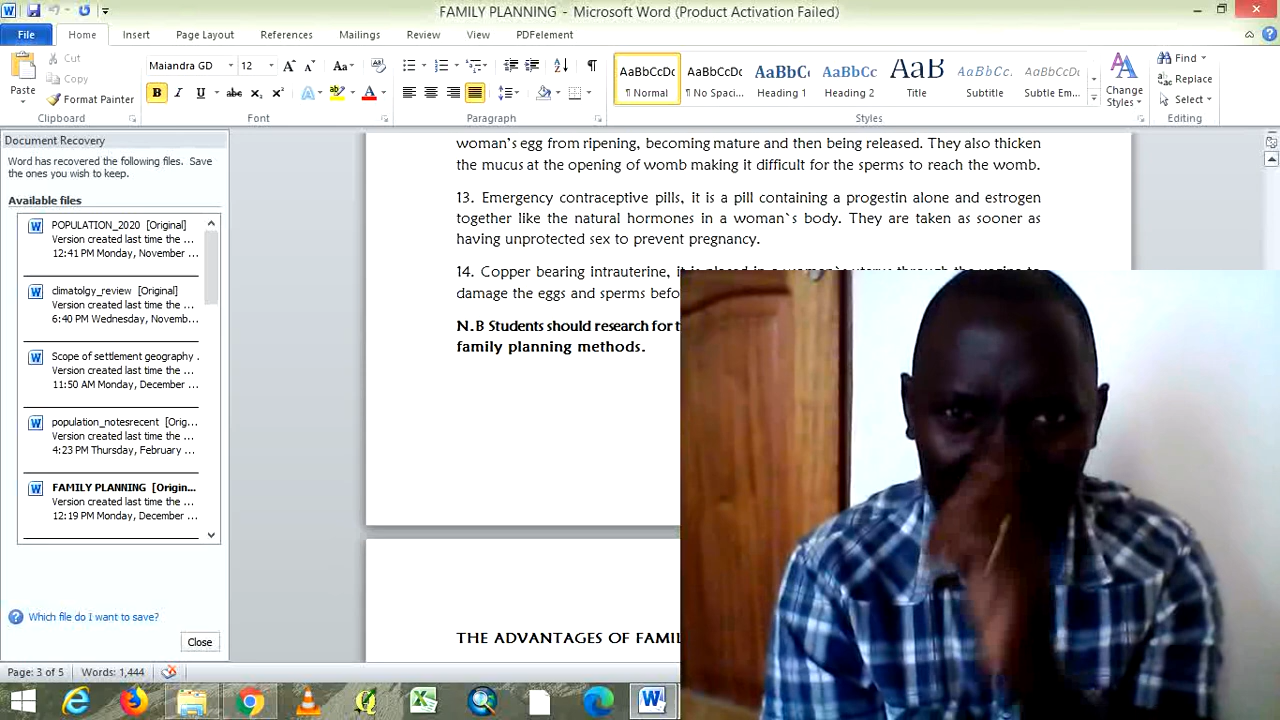 FAMILY PLANNING - Microsoft Word (Product Activation Failed)
File Home Insert Page Layout References Mailings Review View PDFelement
Paste
Cut
Copy
Format Painter
Clipboard
Maiandra GD 12
Font
Paragraph
AaBbCcDc AaBbCcDc AaBbC AaBbCc AaB AaBbCcDc AaBbCcDc
¶ Normal ¶ No Spaci... Heading 1 Heading 2 Title Subtitle Subtle Em...
Change Styles
Styles
Find
Replace
Select
Editing
Document Recovery
Word has recovered the following files. Save
the ones you wish to keep.
Available files
POPULATION_2020 [Original]
Version created last time the ...
12:41 PM Monday, November ...
climatolgy_review [Original]
Version created last time the ...
6:40 PM Wednesday, Novemb...
Scope of settlement geography .
Version created last time the ...
11:50 AM Monday, December ...
population_notesrecent [Orig...
Version created last time the ...
4:23 PM Thursday, February ...
FAMILY PLANNING [Origin...
Version created last time the ...
12:19 PM Monday, December ...
Which file do I want to save?
Close
woman's egg from ripening, becoming mature and then being released. They also thicken
the mucus at the opening of womb making it difficult for the sperms to reach the womb.
13. Emergency contraceptive pills, it is a pill containing a progestin alone and estrogen
together like the natural hormones in a woman`s body. They are taken as sooner as
having unprotected sex to prevent pregnancy.
14. Copper bearing intrauterine, it is placed in a woman`s uterus through the vagina to
damage the eggs and sperms befo
N.B Students should research for t
family planning methods.
THE ADVANTAGES OF FAMIL
Page: 3 of 5 Words: 1,444